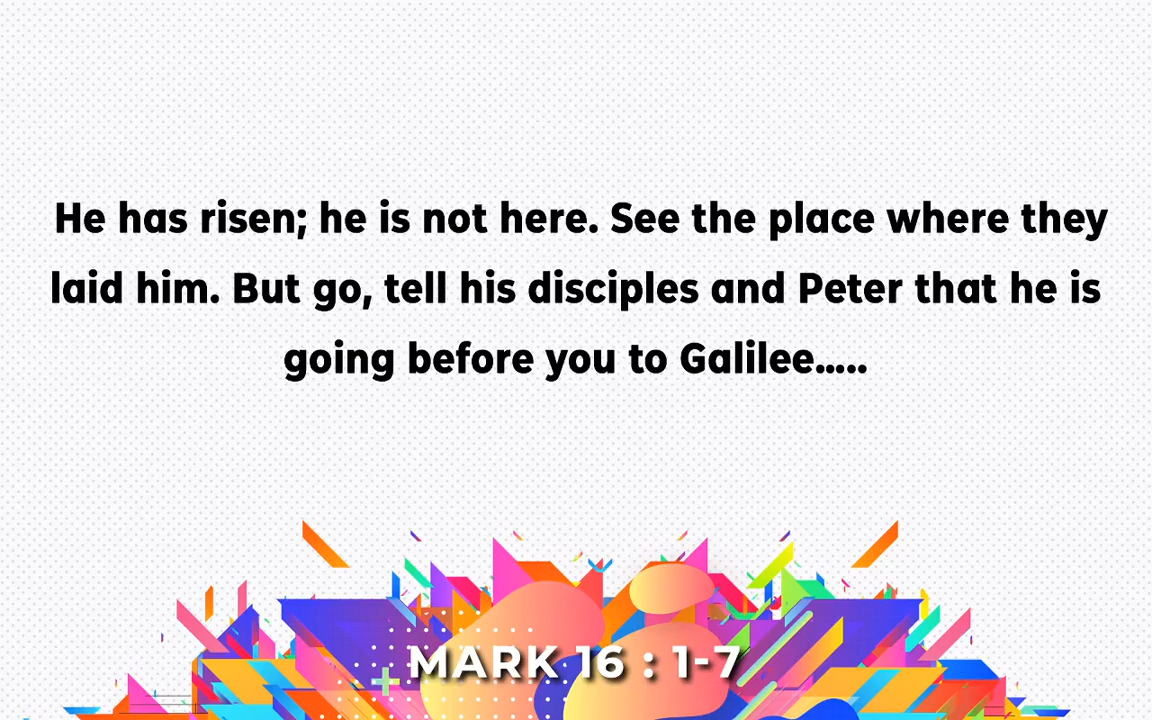 He has risen; he is not here. See the place where they
laid him. But go, tell his disciples and Peter that he is
going before you to Galilee.....
MARK 16 : 1-7